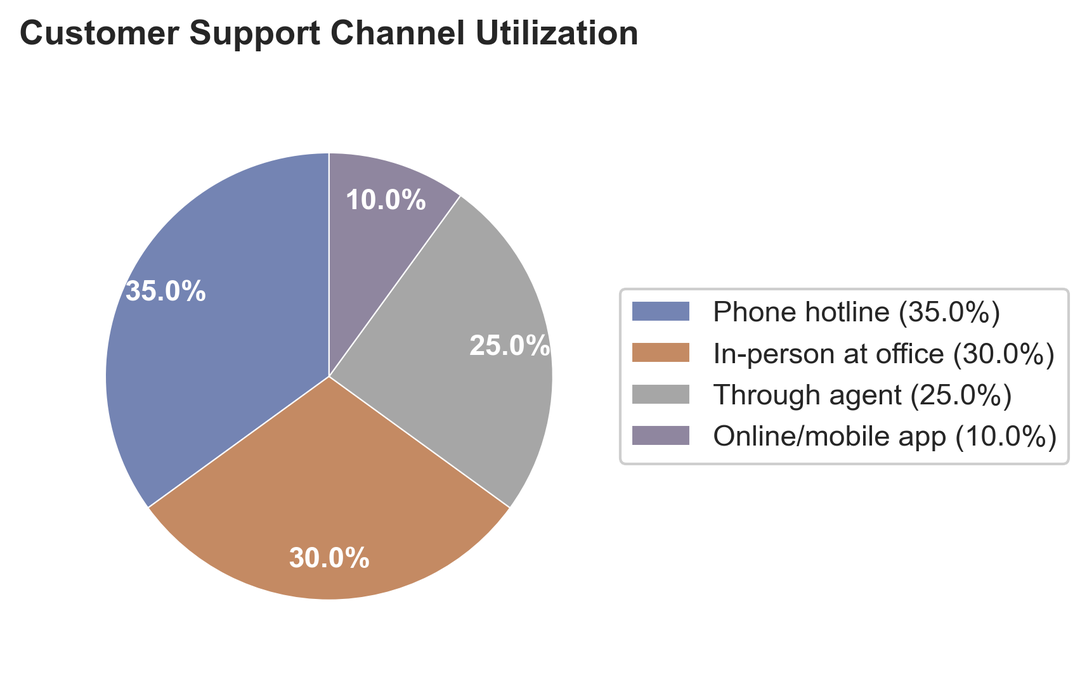 Customer Support Channel Utilization
10.0%
35.0%
25.0%
30.0%
Phone hotline (35.0%)
In-person at office (30.0%)
Through agent (25.0%)
Online/mobile app (10.0%)